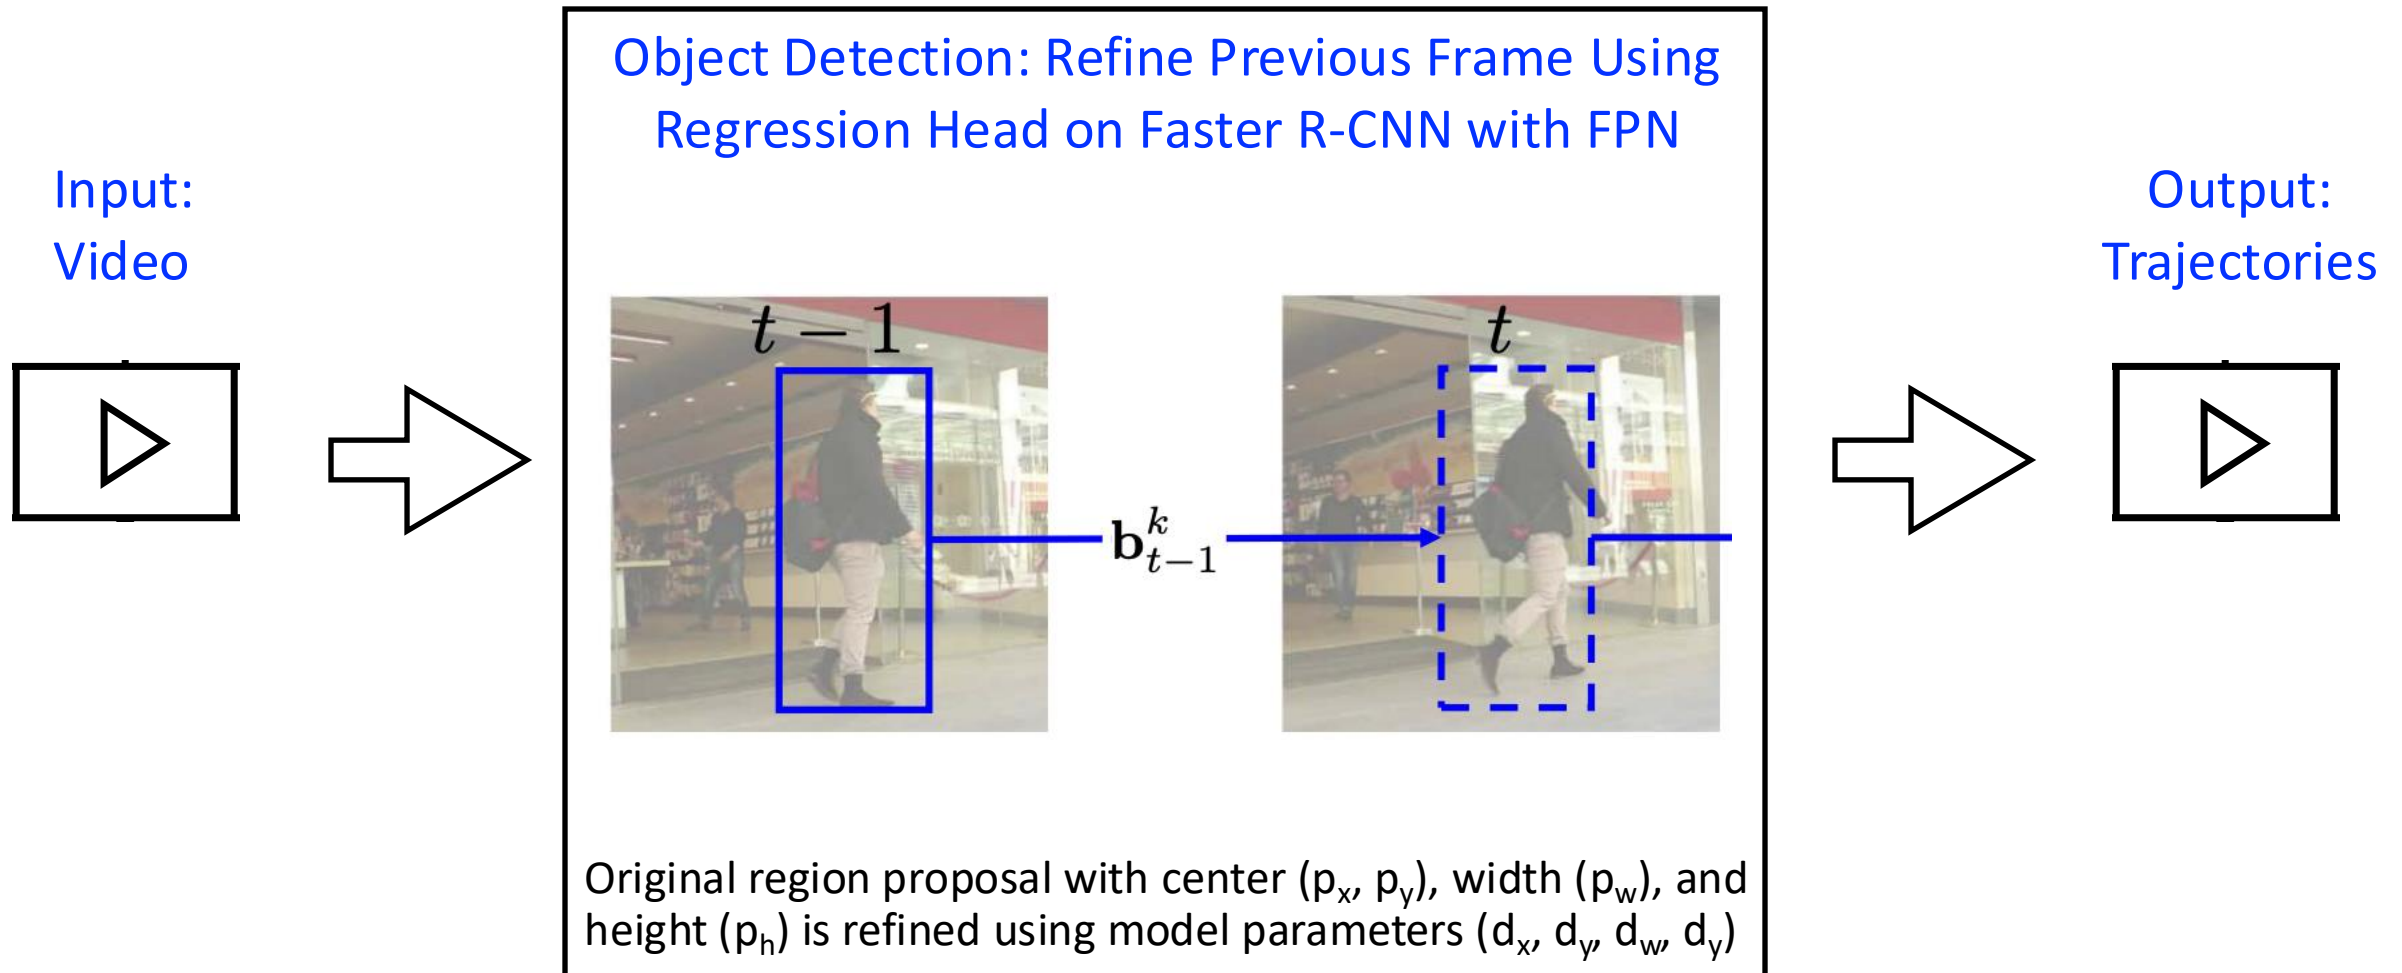 Object Detection: Refine Previous Frame Using
Regression Head on Faster R-CNN with FPN
Input:
Video
Output:
Trajectories
t − 1
t
b^k_{t−1}
Original region proposal with center (p_x, p_y), width (p_w), and
height (p_h) is refined using model parameters (d_x, d_y, d_w, d_y)